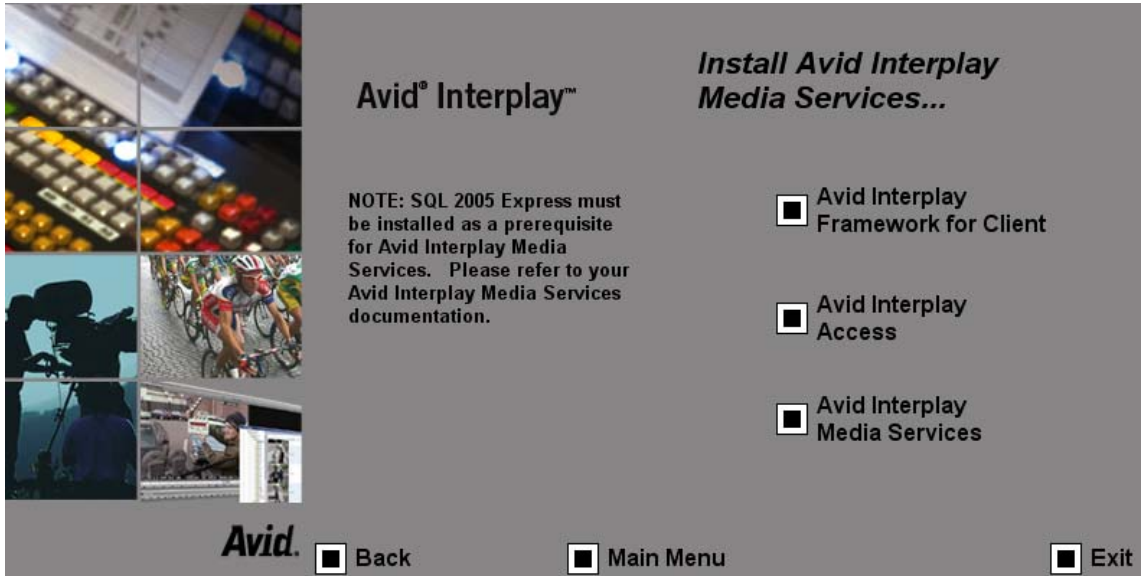 Avid® Interplay™
Install Avid Interplay
Media Services...
NOTE: SQL 2005 Express must
be installed as a prerequisite
for Avid Interplay Media
Services. Please refer to your
Avid Interplay Media Services
documentation.
Avid Interplay
Framework for Client
Avid Interplay
Access
Avid Interplay
Media Services
Avid.
Back
Main Menu
Exit